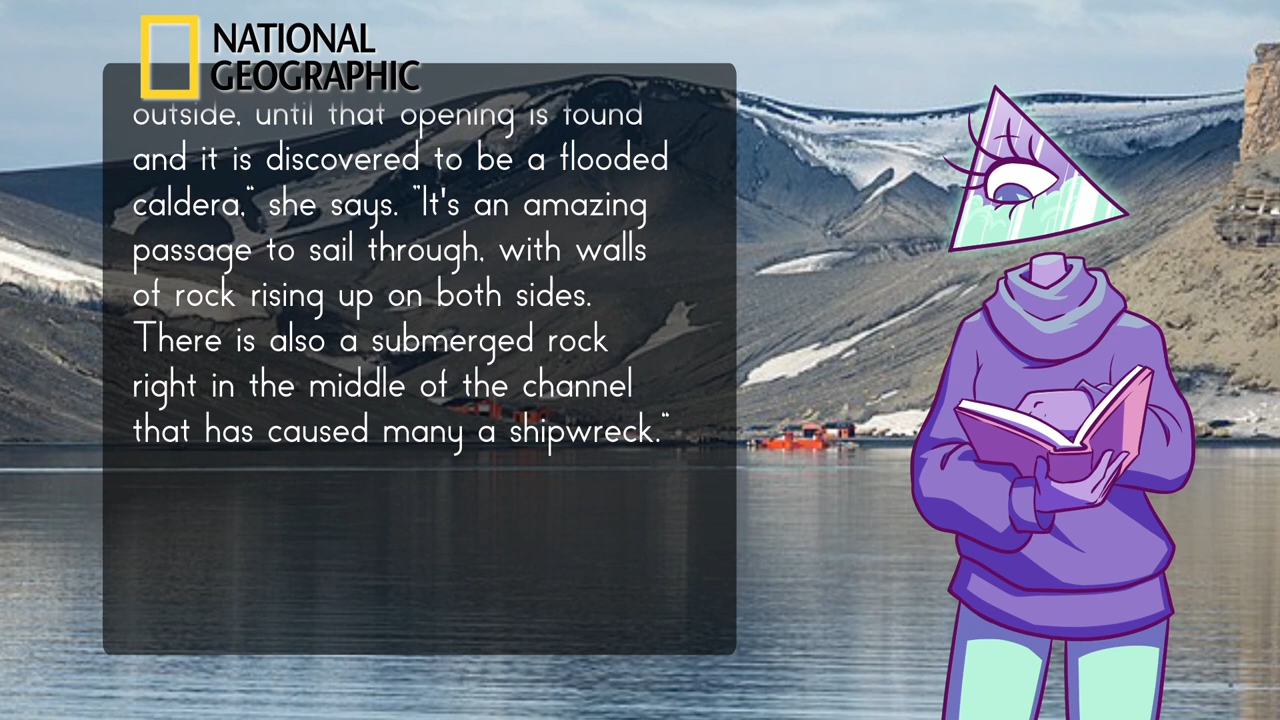 NATIONAL
GEOGRAPHIC
outside, until that opening is found
and it is discovered to be a flooded
caldera," she says. "It's an amazing
passage to sail through, with walls
of rock rising up on both sides.
There is also a submerged rock
right in the middle of the channel
that has caused many a shipwreck."